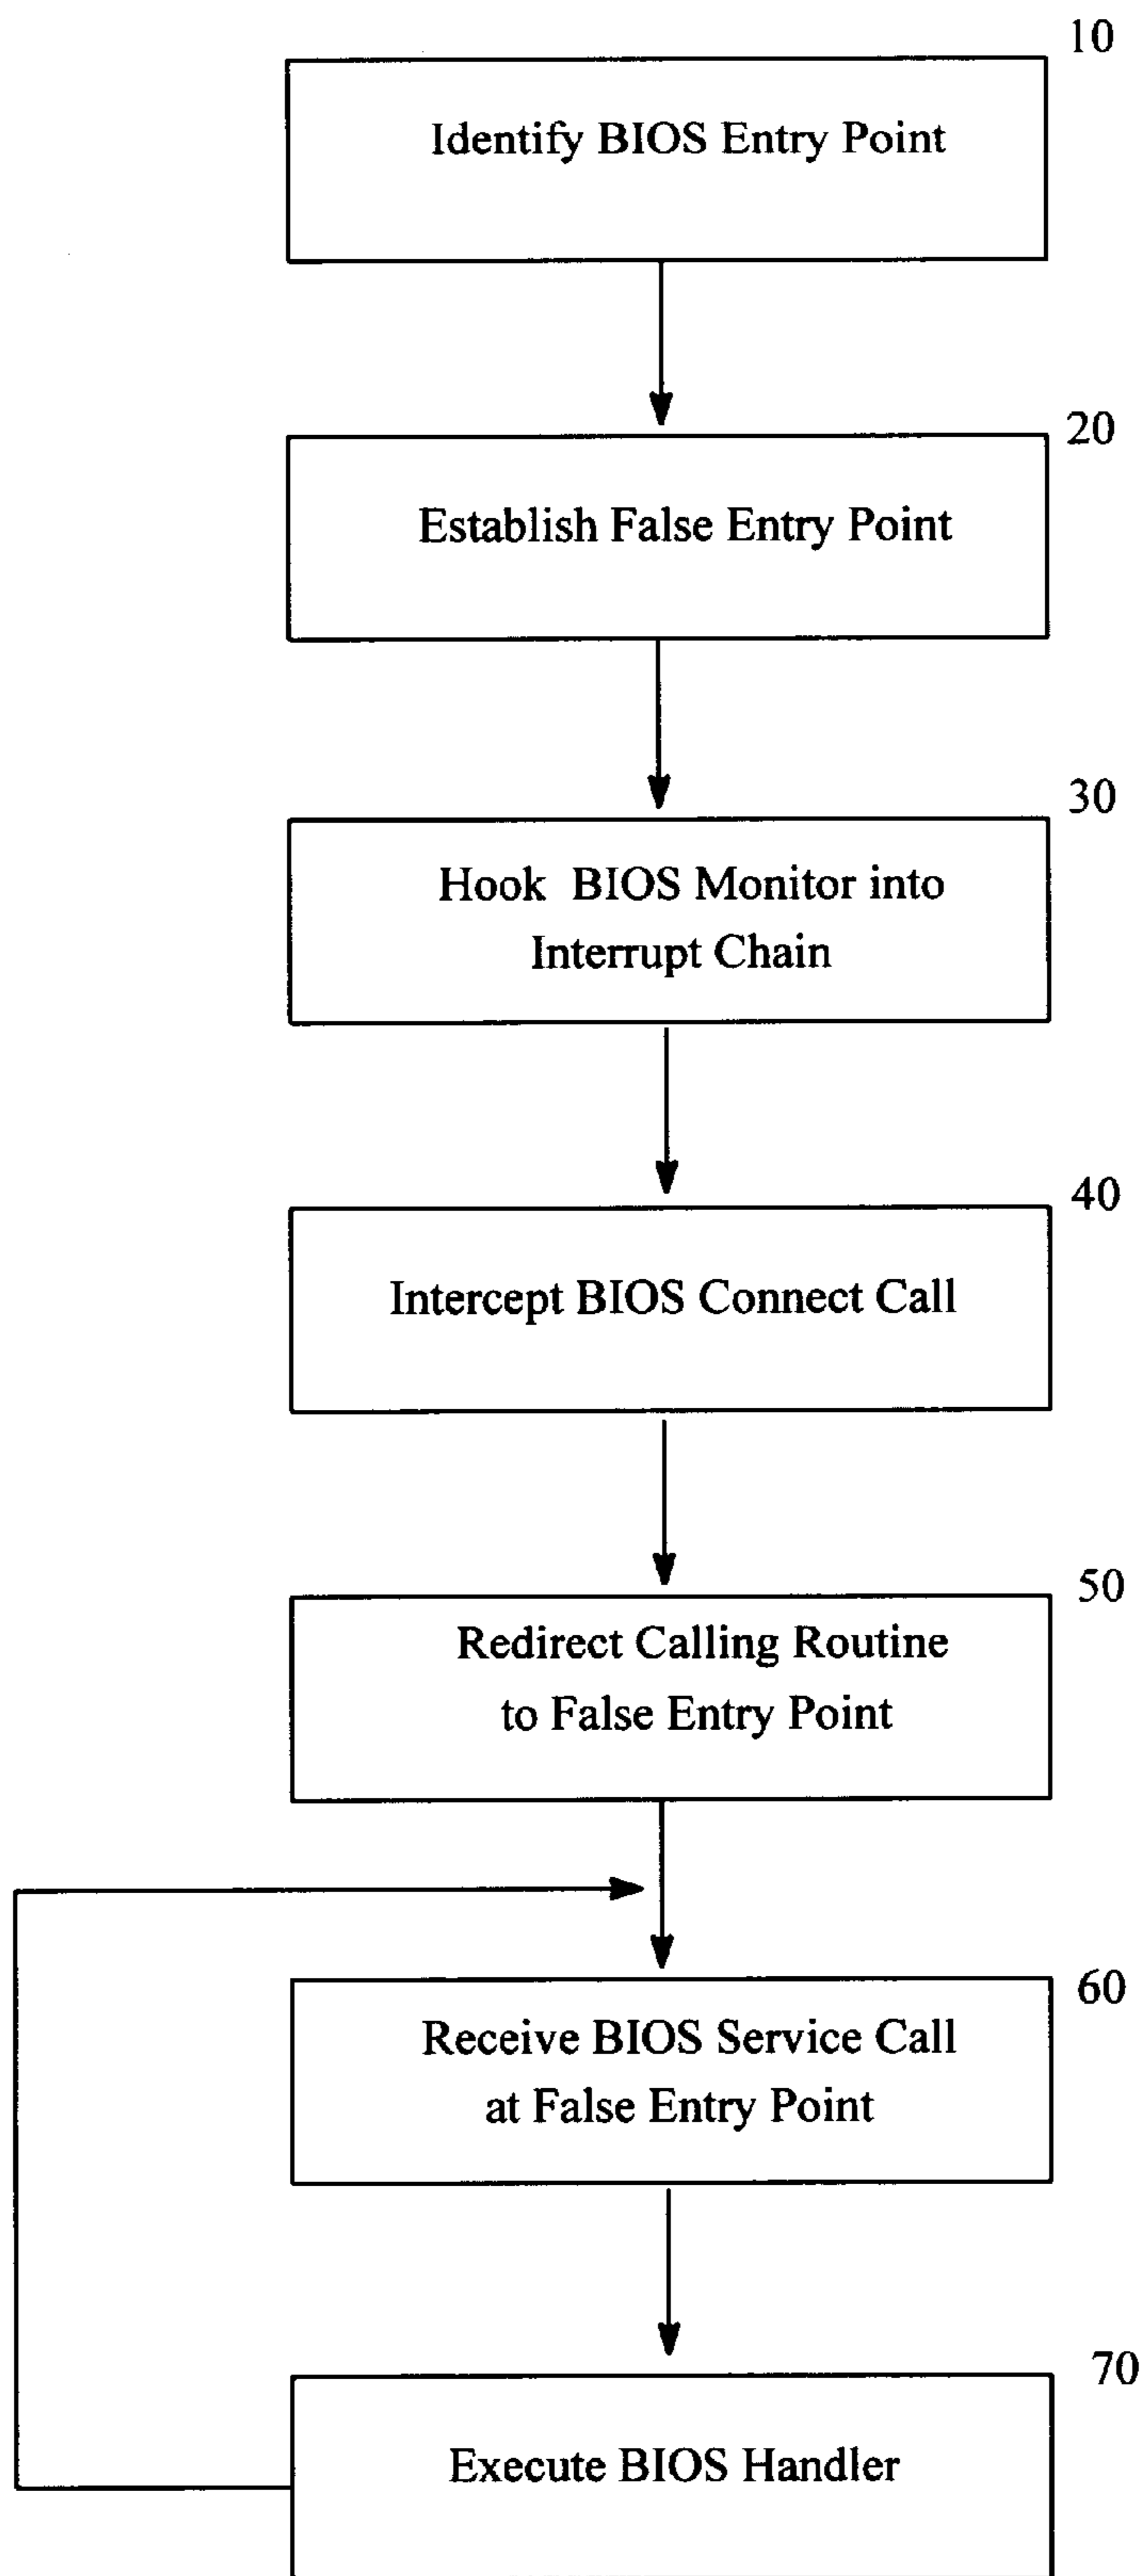 10
Identify BIOS Entry Point
20
Establish False Entry Point
30
Hook BIOS Monitor into
Interrupt Chain
40
Intercept BIOS Connect Call
50
Redirect Calling Routine
to False Entry Point
60
Receive BIOS Service Call
at False Entry Point
70
Execute BIOS Handler